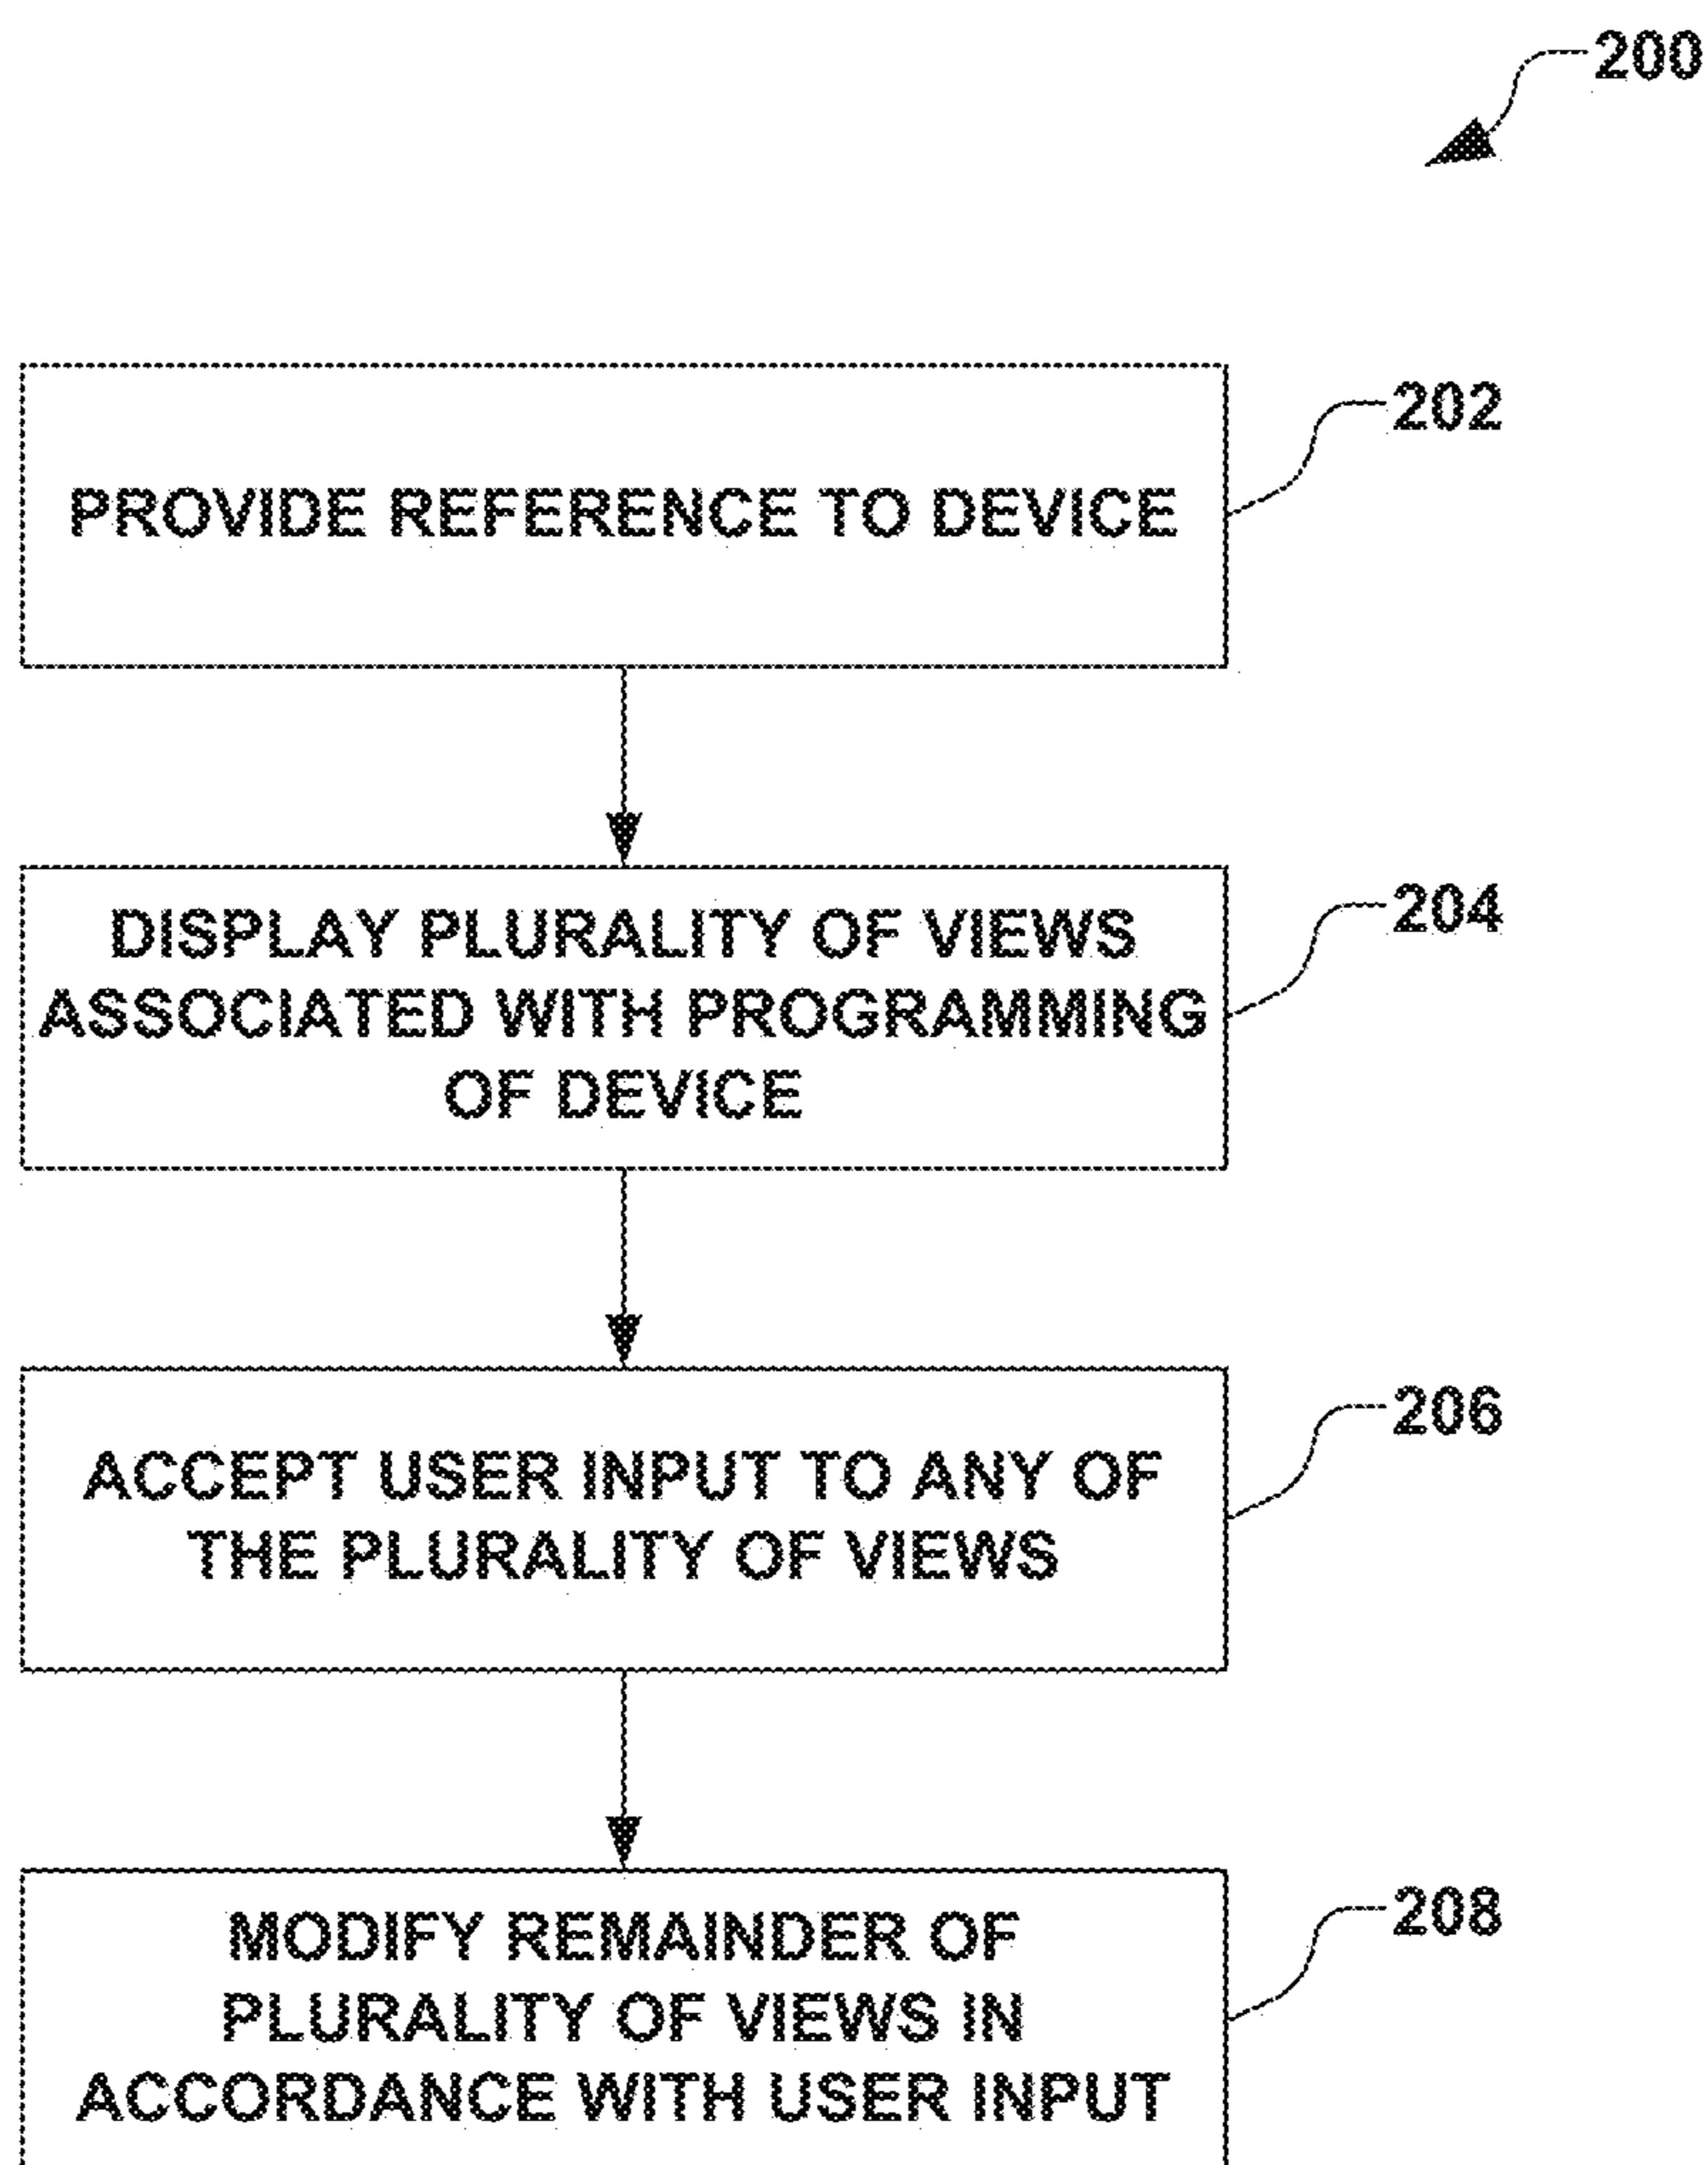 200
202
PROVIDE REFERENCE TO DEVICE
204
DISPLAY PLURALITY OF VIEWS
ASSOCIATED WITH PROGRAMMING
OF DEVICE
206
ACCEPT USER INPUT TO ANY OF
THE PLURALITY OF VIEWS
208
MODIFY REMAINDER OF
PLURALITY OF VIEWS IN
ACCORDANCE WITH USER INPUT